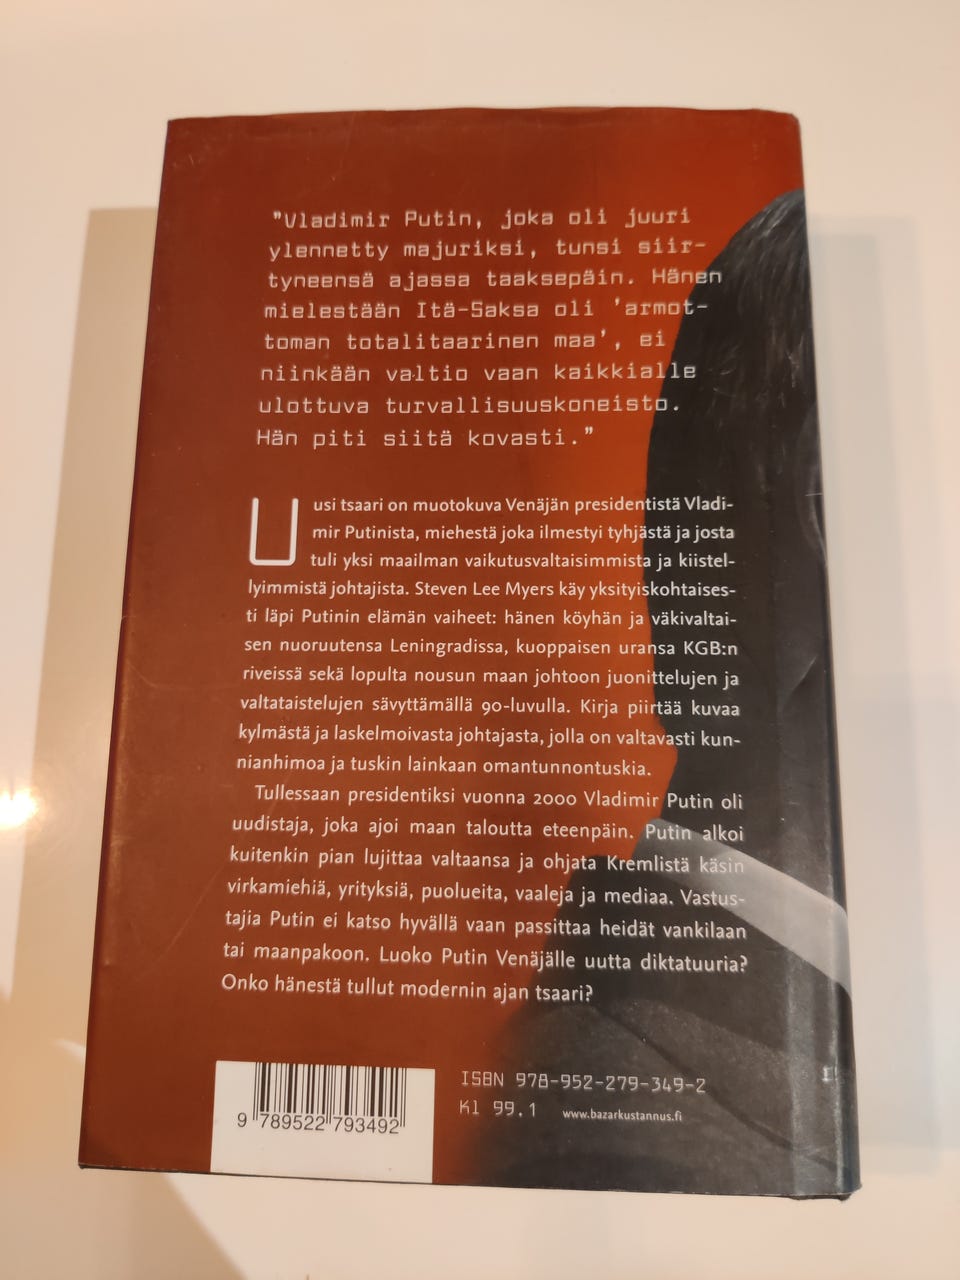 "Vladimir Putin, joka oli juuri
ylennetty majuriksi, tunsi siir-
tyneensä ajassa taaksepäin. Hänen
mielestään Itä-Saksa oli 'armot-
toman totalitaarinen maa', ei
niinkään valtio vaan kaikkialle
ulottuva turvallisuuskoneisto.
Hän piti siitä kovasti."
Uusi tsaari on muotokuva Venäjän presidentistä Vladi-
mir Putinista, miehestä joka ilmestyi tyhjästä ja josta
tuli yksi maailman vaikutusvaltaisimmista ja kiistel-
lyimmistä johtajista. Steven Lee Myers käy yksityiskohtaises-
ti läpi Putinin elämän vaiheet: hänen köyhän ja väkivaltai-
sen nuoruutensa Leningradissa, kuoppaisen uransa KGB:n
riveissä sekä lopulta nousun maan johtoon juonittelujen ja
valtataistelujen sävyttämällä 90-luvulla. Kirja piirtää kuvaa
kylmästä ja laskelmoivasta johtajasta, jolla on valtavasti kun-
nianhimoa ja tuskin lainkaan omantunnontuskia.
Tullessaan presidentiksi vuonna 2000 Vladimir Putin oli
uudistaja, joka ajoi maan taloutta eteenpäin. Putin alkoi
kuitenkin pian lujittaa valtaansa ja ohjata Kremlistä käsin
virkamiehiä, yrityksiä, puolueita, vaaleja ja mediaa. Vastus-
tajia Putin ei katso hyvällä vaan passittaa heidät vankilaan
tai maanpakoon. Luoko Putin Venäjälle uutta diktatuuria?
Onko hänestä tullut modernin ajan tsaari?
ISBN 978-952-279-349-2
Kl 99.1 www.bazarkustannus.fi
9 789522 793492